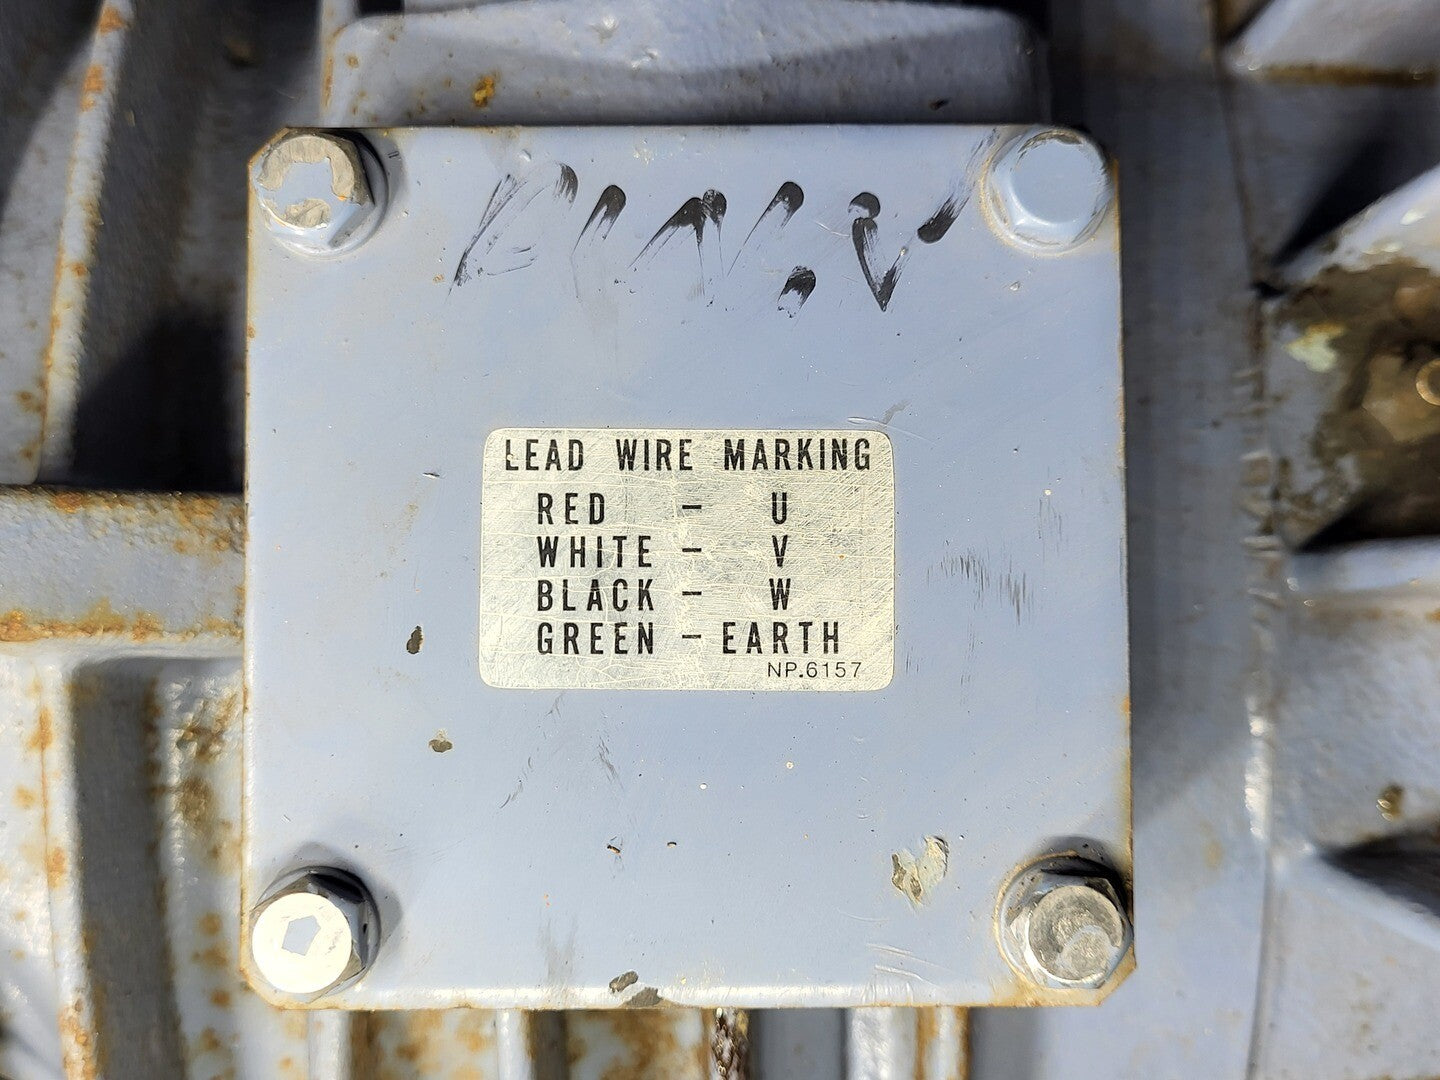 LEAD WIRE MARKING
RED - U
WHITE - V
BLACK - W
GREEN - EARTH
NP.6157